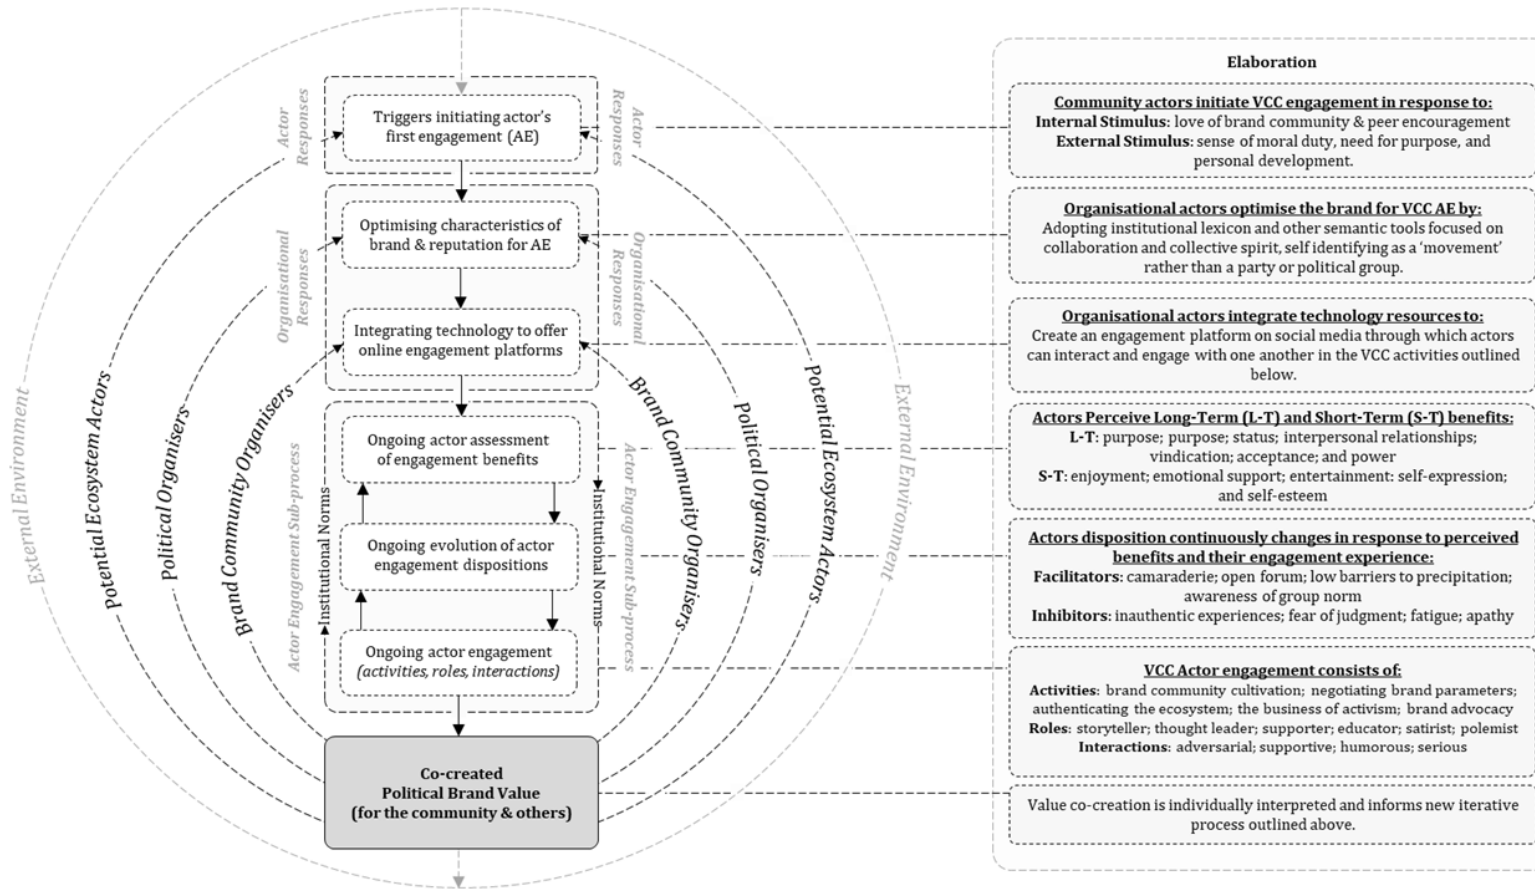 Triggers initiating actor's
first engagement (AE)
Optimising characteristics of
brand & reputation for AE
Integrating technology to offer
online engagement platforms
Ongoing actor assessment
of engagement benefits
Ongoing evolution of actor
engagement dispositions
Ongoing actor engagement
(activities, roles, interactions)
Co-created
Political Brand Value
(for the community & others)
Actor
Responses
Actor
Responses
Organisational
Responses
Organisational
Responses
Actor Engagement Sub-process
Actor Engagement Sub-process
Institutional Norms
Institutional Norms
External Environment
Potential Ecosystem Actors
Political Organisers
Brand Community Organisers
Brand Community Organisers
Political Organisers
Potential Ecosystem Actors
External Environment
Elaboration
Community actors initiate VCC engagement in response to:
Internal Stimulus: love of brand community & peer encouragement
External Stimulus: sense of moral duty, need for purpose, and
personal development.
Organisational actors optimise the brand for VCC AE by:
Adopting institutional lexicon and other semantic tools focused on
collaboration and collective spirit, self identifying as a 'movement'
rather than a party or political group.
Organisational actors integrate technology resources to:
Create an engagement platform on social media through which actors
can interact and engage with one another in the VCC activities outlined
below.
Actors Perceive Long-Term (L-T) and Short-Term (S-T) benefits:
L-T: purpose; purpose; status; interpersonal relationships;
vindication; acceptance; and power
S-T: enjoyment; emotional support; entertainment: self-expression;
and self-esteem
Actors disposition continuously changes in response to perceived
benefits and their engagement experience:
Facilitators: camaraderie; open forum; low barriers to precipitation;
awareness of group norm
Inhibitors: inauthentic experiences; fear of judgment; fatigue; apathy
VCC Actor engagement consists of:
Activities: brand community cultivation; negotiating brand parameters;
authenticating the ecosystem; the business of activism; brand advocacy
Roles: storyteller; thought leader; supporter; educator; satirist; polemist
Interactions: adversarial; supportive; humorous; serious
Value co-creation is individually interpreted and informs new iterative
process outlined above.